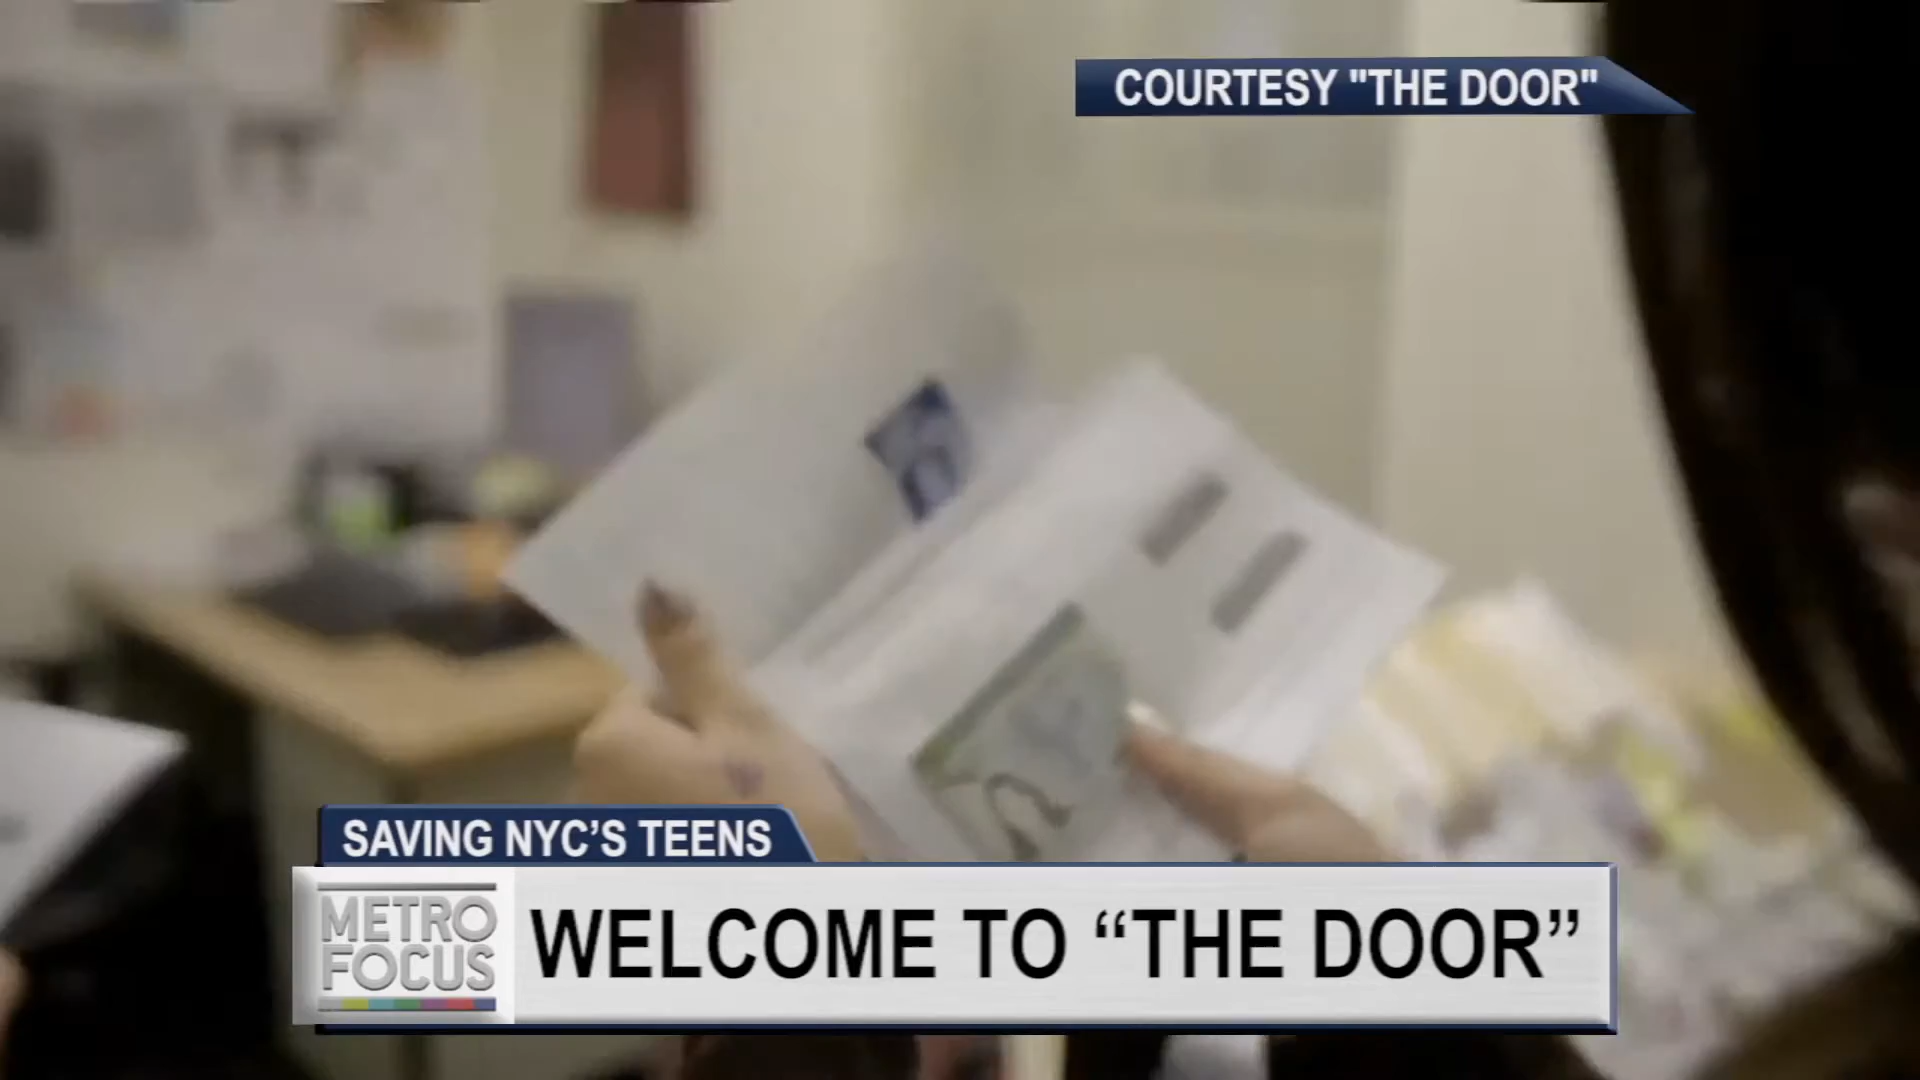 COURTESY "THE DOOR"
SAVING NYC’S TEENS
METRO
FOCUS
WELCOME TO “THE DOOR”